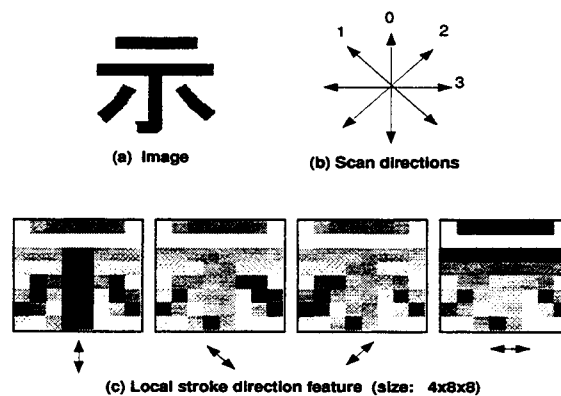 0
1 2
示
3
(a) Image
(b) Scan directions
(c) Local stroke direction feature (size: 4x8x8)